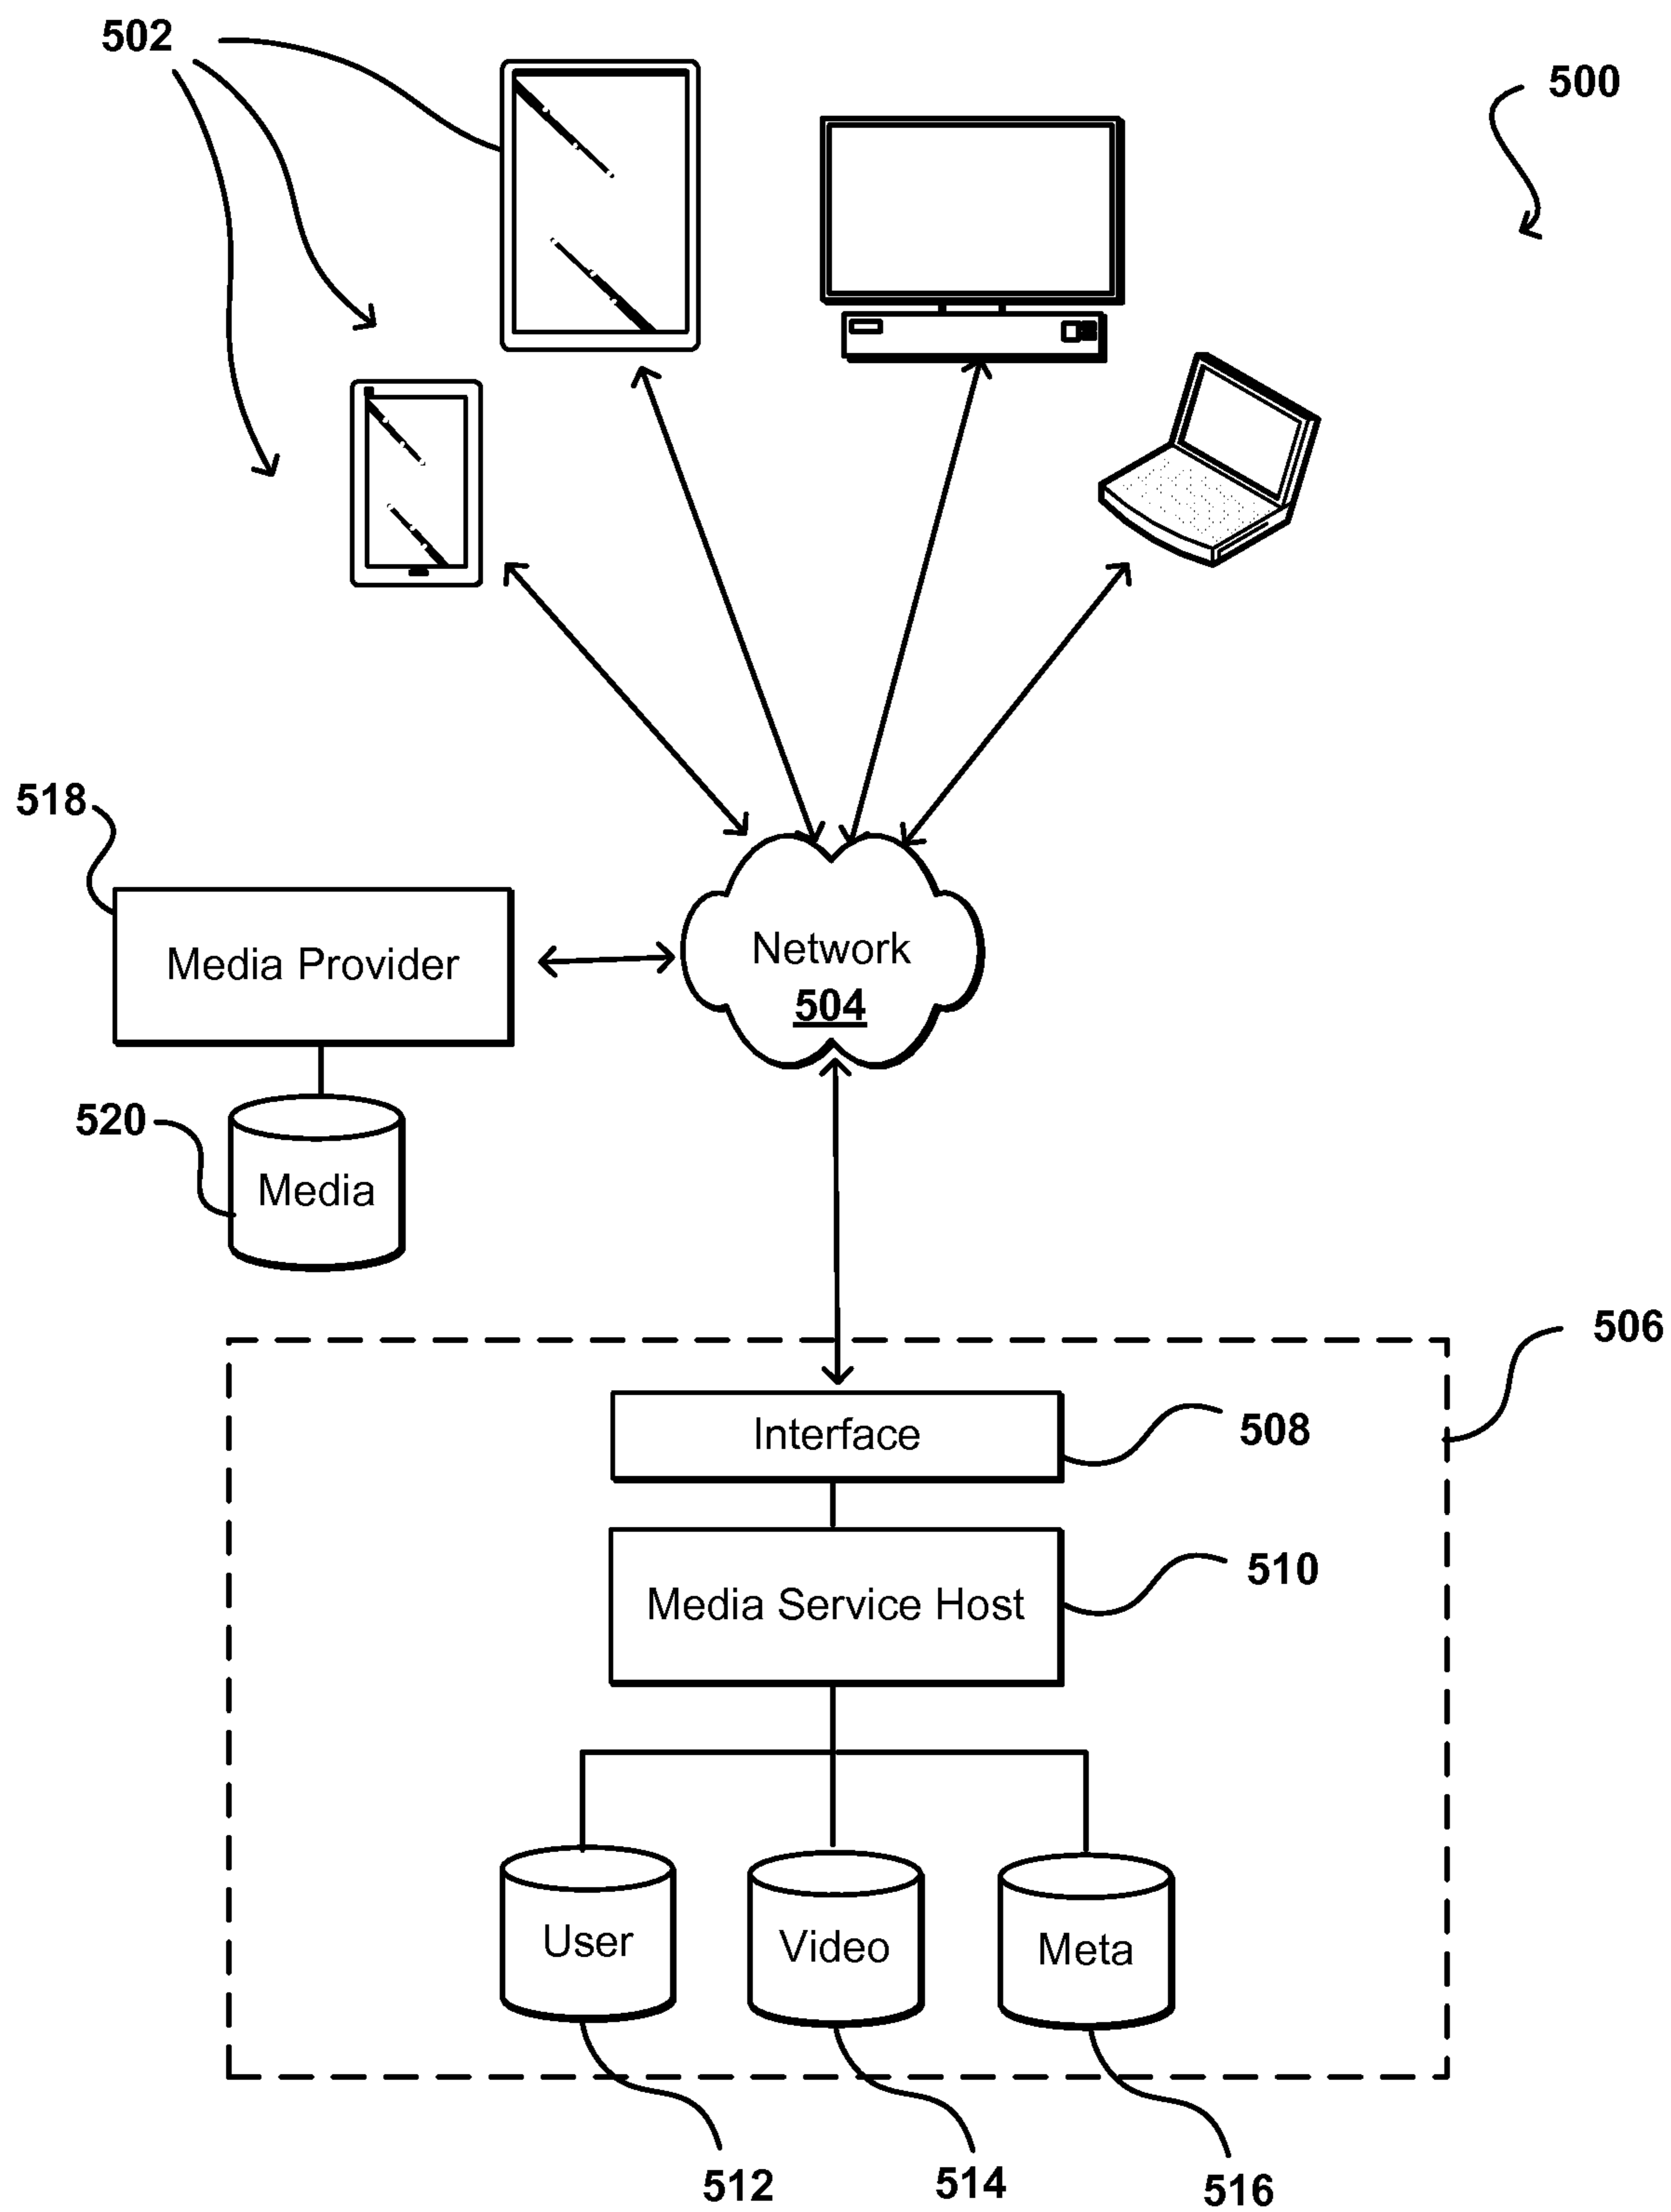 502
500
518
Media Provider
Network
504
520
Media
506
Interface
508
Media Service Host
510
User
Video
Meta
512
514
516